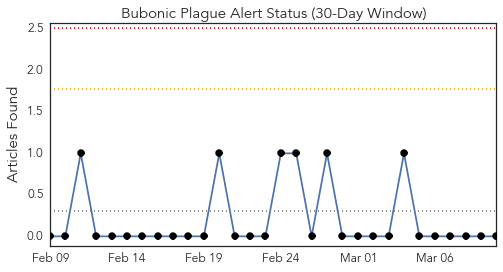 Bubonic Plague Alert Status (30-Day Window)
Articles Found
2.5
2.0
1.5
1.0
0.5
0.0
Feb 09 Feb 14 Feb 19 Feb 24 Mar 01 Mar 06